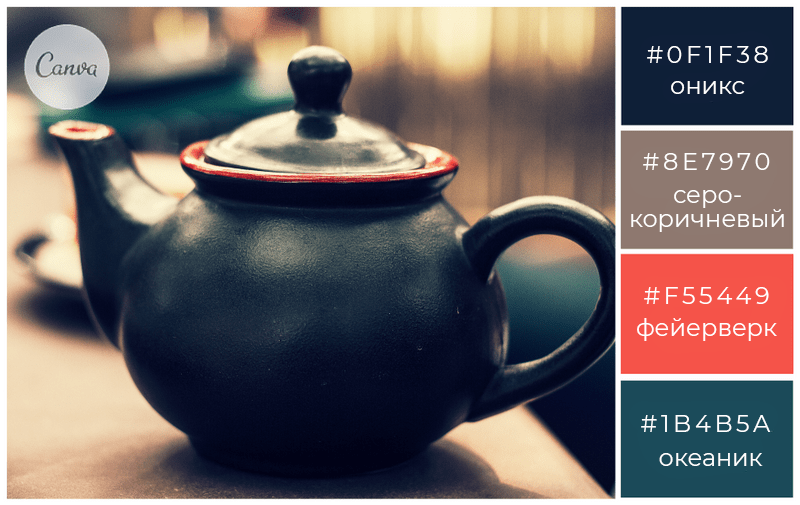 Canva
#0F1F38
оникс
#8E7970
серо-
коричневый
#F55449
фейерверк
#1B4B5A
океаник